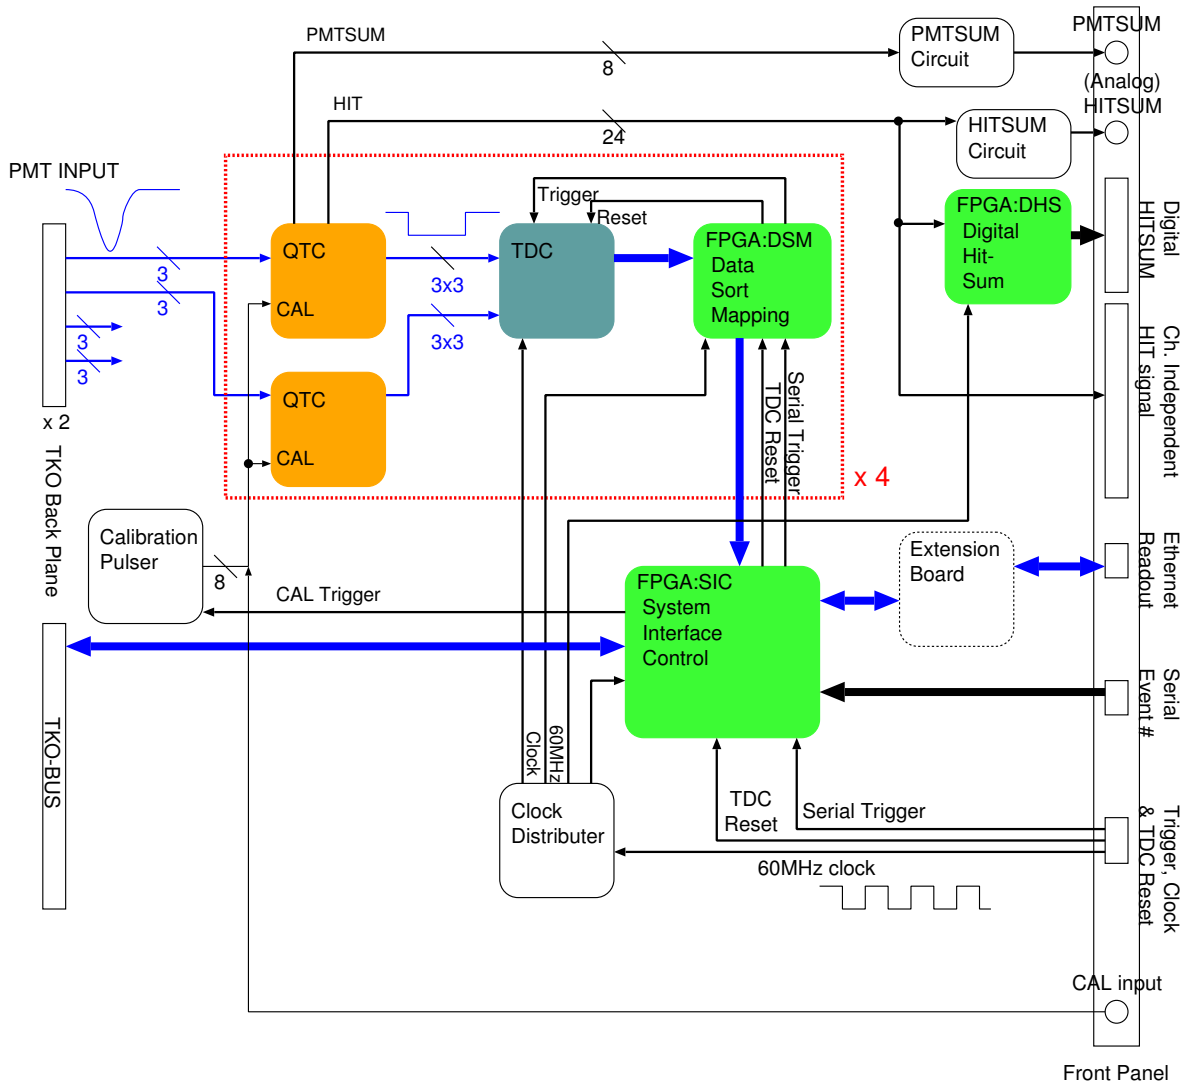 PMTSUM
PMTSUM
Circuit
PMTSUM
8
(Analog)
HIT
HITSUM
24
HITSUM
Circuit
PMT INPUT
Trigger
Reset
QTC
CAL
TDC
FPGA:DSM
Data
Sort
Mapping
FPGA:DHS
Digital
Hit-
Sum
Digital
HITSUM
3
3
3
3
3x3
3x3
QTC
CAL
Serial Trigger
TDC Reset
Ch. Independent
HIT signal
x 2
x 4
TKO Back Plane
Calibration
Pulser
8
CAL Trigger
FPGA:SIC
System
Interface
Control
Extension
Board
Ethernet
Readout
TKO-BUS
Serial
Event #
Clock
60MHz
Clock
Distributer
TDC
Reset
Serial Trigger
60MHz clock
Trigger, Clock
& TDC Reset
CAL input
Front Panel